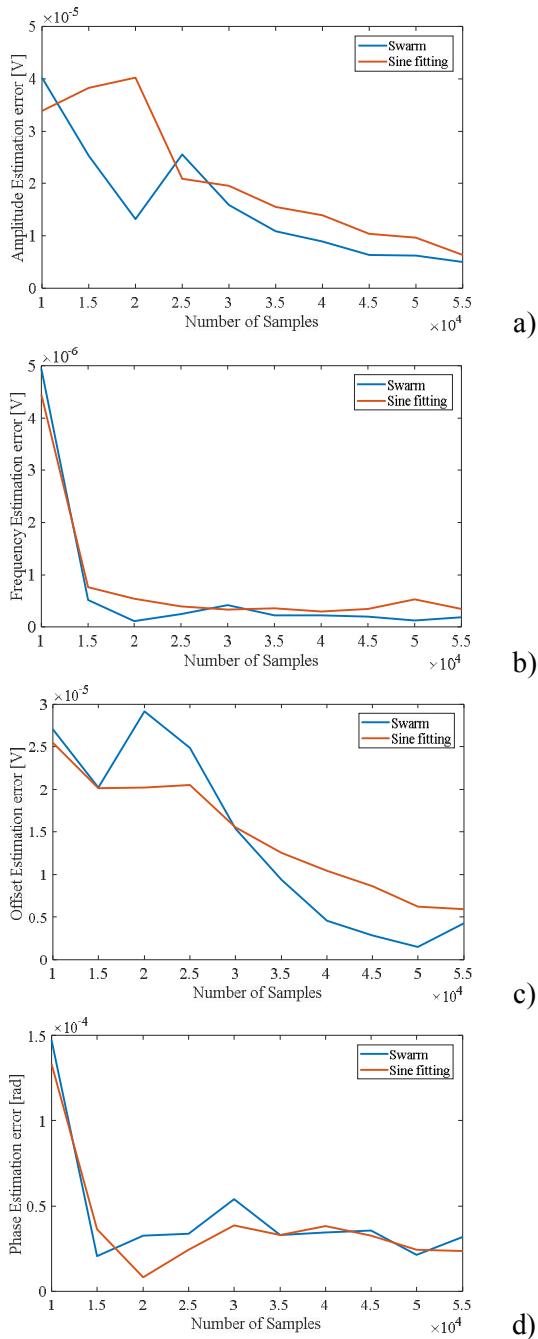 ×10-5
5
4
3
2
1
0
Amplitude Estimation error [V]
Swarm
Sine fitting
1 1.5 2 2.5 3 3.5 4 4.5 5 5.5
Number of Samples
×104
a)
×10-6
5
4
3
2
1
0
Frequency Estimation error [V]
Swarm
Sine fitting
1 1.5 2 2.5 3 3.5 4 4.5 5 5.5
Number of Samples
×104
b)
×10-5
3
2.5
2
1.5
1
0.5
0
Offset Estimation error [V]
Swarm
Sine fitting
1 1.5 2 2.5 3 3.5 4 4.5 5 5.5
Number of Samples
×104
c)
×10-4
1.5
1
0.5
0
Phase Estimation error [rad]
Swarm
Sine fitting
1 1.5 2 2.5 3 3.5 4 4.5 5 5.5
Number of Samples
×104
d)